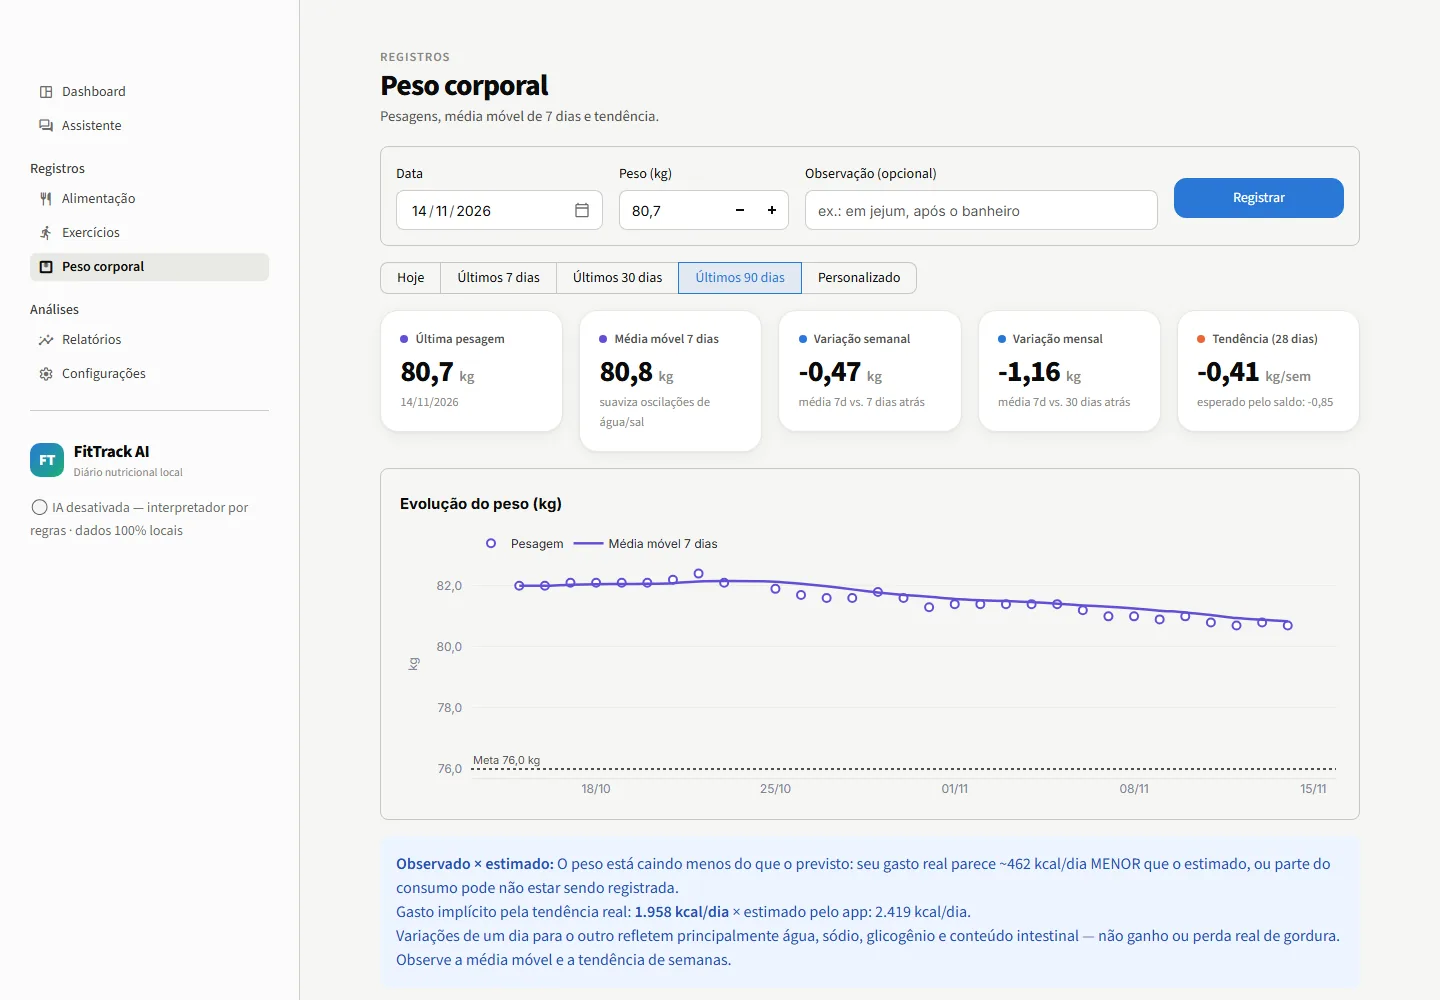 Dashboard
Assistente
Registros
Alimentação
Exercícios
Peso corporal
Análises
Relatórios
Configurações
FT
FitTrack AI
Diário nutricional local
IA desativada — interpretador por
regras · dados 100% locais
REGISTROS
Peso corporal
Pesagens, média móvel de 7 dias e tendência.
Data
14/11/2026
Peso (kg)
80,7
Observação (opcional)
ex.: em jejum, após o banheiro
Registrar
Hoje
Últimos 7 dias
Últimos 30 dias
Últimos 90 dias
Personalizado
Última pesagem
80,7 kg
14/11/2026
Média móvel 7 dias
80,8 kg
suaviza oscilações de
água/sal
Variação semanal
-0,47 kg
média 7d vs. 7 dias atrás
Variação mensal
-1,16 kg
média 7d vs. 30 dias atrás
Tendência (28 dias)
-0,41 kg/sem
esperado pelo saldo: -0,85
Evolução do peso (kg)
Pesagem
Média móvel 7 dias
82,0
80,0
78,0
76,0
kg
Meta 76,0 kg
18/10
25/10
01/11
08/11
15/11
Observado × estimado: O peso está caindo menos do que o previsto: seu gasto real parece ~462 kcal/dia MENOR que o estimado, ou parte do
consumo pode não estar sendo registrada.
Gasto implícito pela tendência real: 1.958 kcal/dia × estimado pelo app: 2.419 kcal/dia.
Variações de um dia para o outro refletem principalmente água, sódio, glicogênio e conteúdo intestinal — não ganho ou perda real de gordura.
Observe a média móvel e a tendência de semanas.